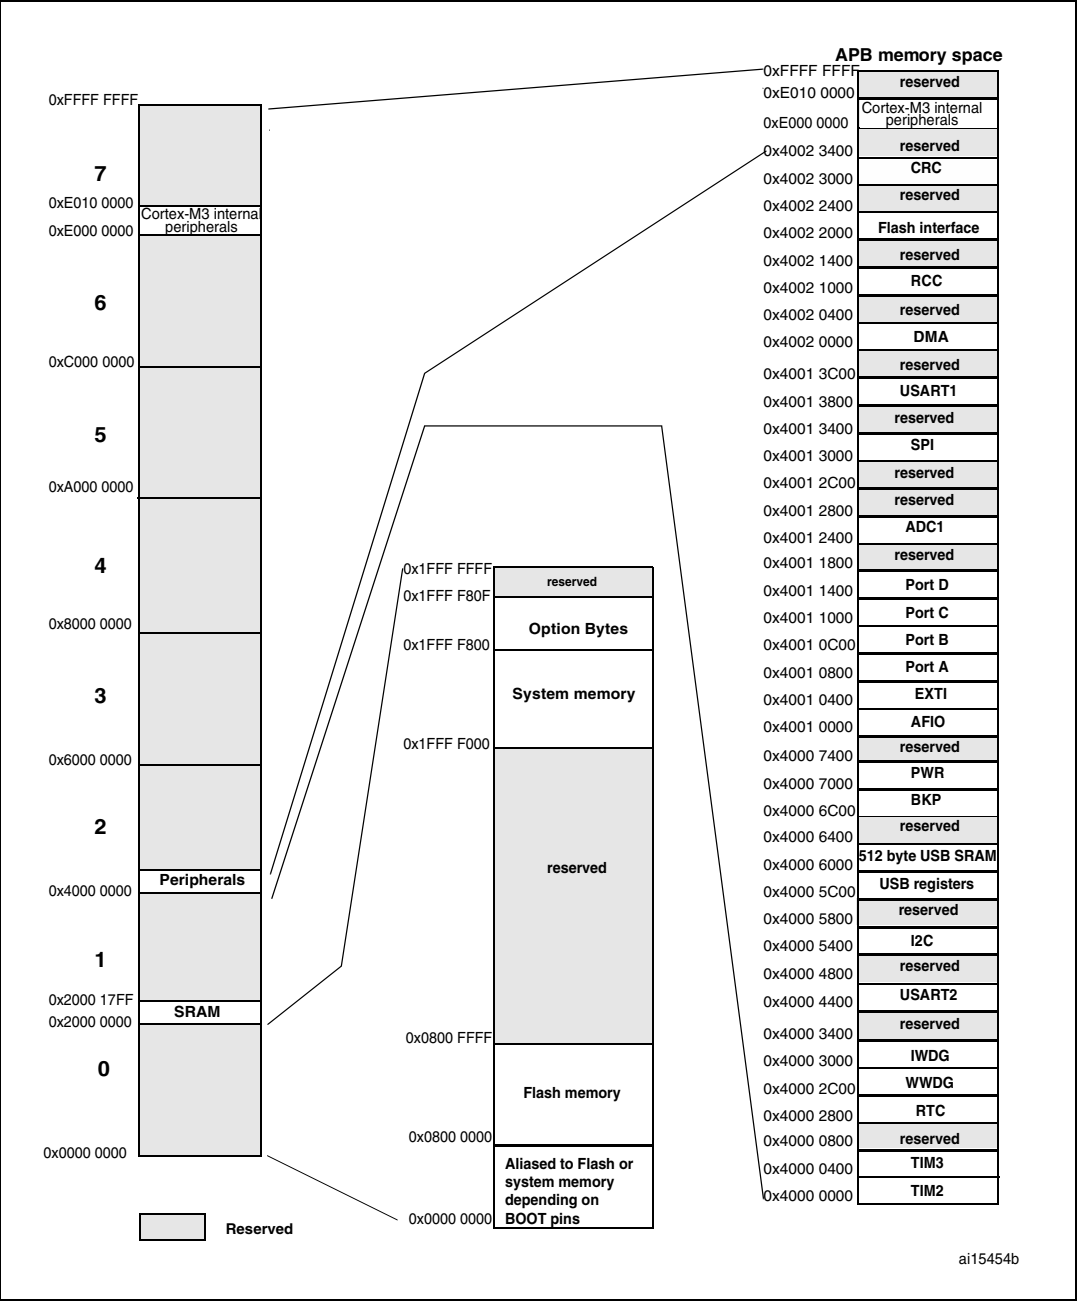 APB memory space
0xFFFF FFFF
7
0xE010 0000
Cortex-M3 internal
peripherals
0xE000 0000
6
0xC000 0000
5
0xA000 0000
4
0x8000 0000
3
0x6000 0000
2
Peripherals
0x4000 0000
1
0x2000 17FF
SRAM
0x2000 0000
0
0x0000 0000
Reserved
0x1FFF FFFF
reserved
0x1FFF F80F
Option Bytes
0x1FFF F800
System memory
0x1FFF F000
reserved
0x0800 FFFF
Flash memory
0x0800 0000
Aliased to Flash or
system memory
depending on
BOOT pins
0x0000 0000
0xFFFF FFFF
reserved
0xE010 0000
Cortex-M3 internal
peripherals
0xE000 0000
reserved
0x4002 3400
CRC
0x4002 3000
reserved
0x4002 2400
Flash interface
0x4002 2000
reserved
0x4002 1400
RCC
0x4002 1000
reserved
0x4002 0400
DMA
0x4002 0000
reserved
0x4001 3C00
USART1
0x4001 3800
reserved
0x4001 3400
SPI
0x4001 3000
reserved
0x4001 2C00
reserved
0x4001 2800
ADC1
0x4001 2400
reserved
0x4001 1800
Port D
0x4001 1400
Port C
0x4001 1000
Port B
0x4001 0C00
Port A
0x4001 0800
EXTI
0x4001 0400
AFIO
0x4001 0000
reserved
0x4000 7400
PWR
0x4000 7000
BKP
0x4000 6C00
reserved
0x4000 6400
512 byte USB SRAM
0x4000 6000
USB registers
0x4000 5C00
reserved
0x4000 5800
I2C
0x4000 5400
reserved
0x4000 4800
USART2
0x4000 4400
reserved
0x4000 3400
IWDG
0x4000 3000
WWDG
0x4000 2C00
RTC
0x4000 2800
reserved
0x4000 0800
TIM3
0x4000 0400
TIM2
0x4000 0000
ai15454b